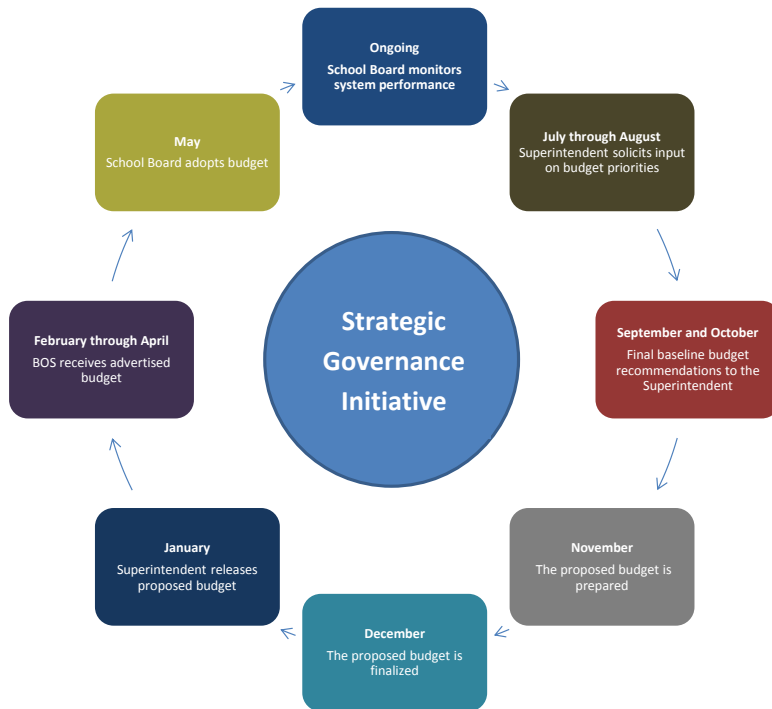 Ongoing
School Board monitors
system performance
July through August
Superintendent solicits input
on budget priorities
September and October
Final baseline budget
recommendations to the
Superintendent
November
The proposed budget is
prepared
December
The proposed budget is
finalized
January
Superintendent releases
proposed budget
February through April
BOS receives advertised
budget
May
School Board adopts budget
Strategic
Governance
Initiative